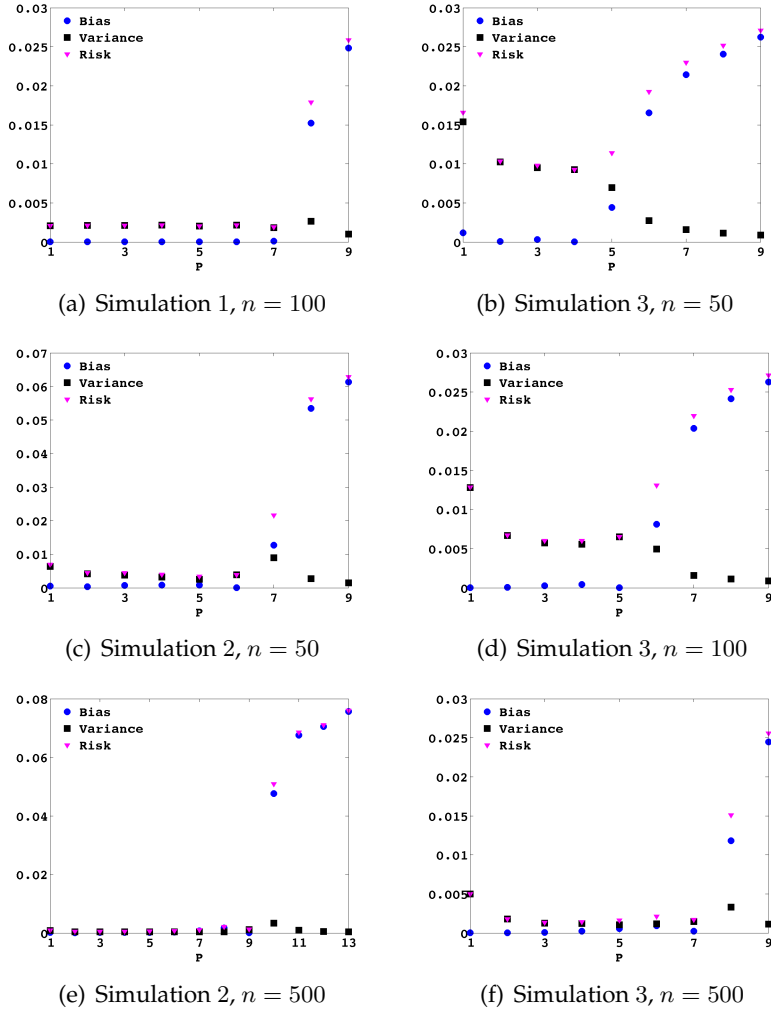 0.03
0.025
0.02
0.015
0.01
0.005
0
1 3 5 7 9
P
Bias
Variance
Risk
(a) Simulation 1, n = 100
0.03
0.025
0.02
0.015
0.01
0.005
0
1 3 5 7 9
P
Bias
Variance
Risk
(b) Simulation 3, n = 50
0.07
0.06
0.05
0.04
0.03
0.02
0.01
0
1 3 5 7 9
P
Bias
Variance
Risk
(c) Simulation 2, n = 50
0.03
0.025
0.02
0.015
0.01
0.005
0
1 3 5 7 9
P
Bias
Variance
Risk
(d) Simulation 3, n = 100
0.08
0.06
0.04
0.02
0
1 3 5 7 9 11 13
P
Bias
Variance
Risk
(e) Simulation 2, n = 500
0.03
0.025
0.02
0.015
0.01
0.005
0
1 3 5 7 9
P
Bias
Variance
Risk
(f) Simulation 3, n = 500